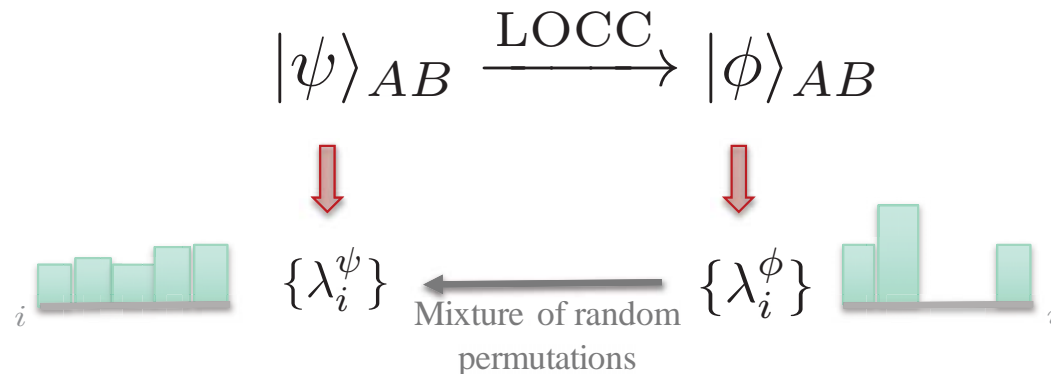 LOCC
|ψ⟩_{AB} ⟶ |ϕ⟩_{AB}
{λ_i^ψ} ⟵ {λ_i^ϕ}
i
Mixture of random
permutations